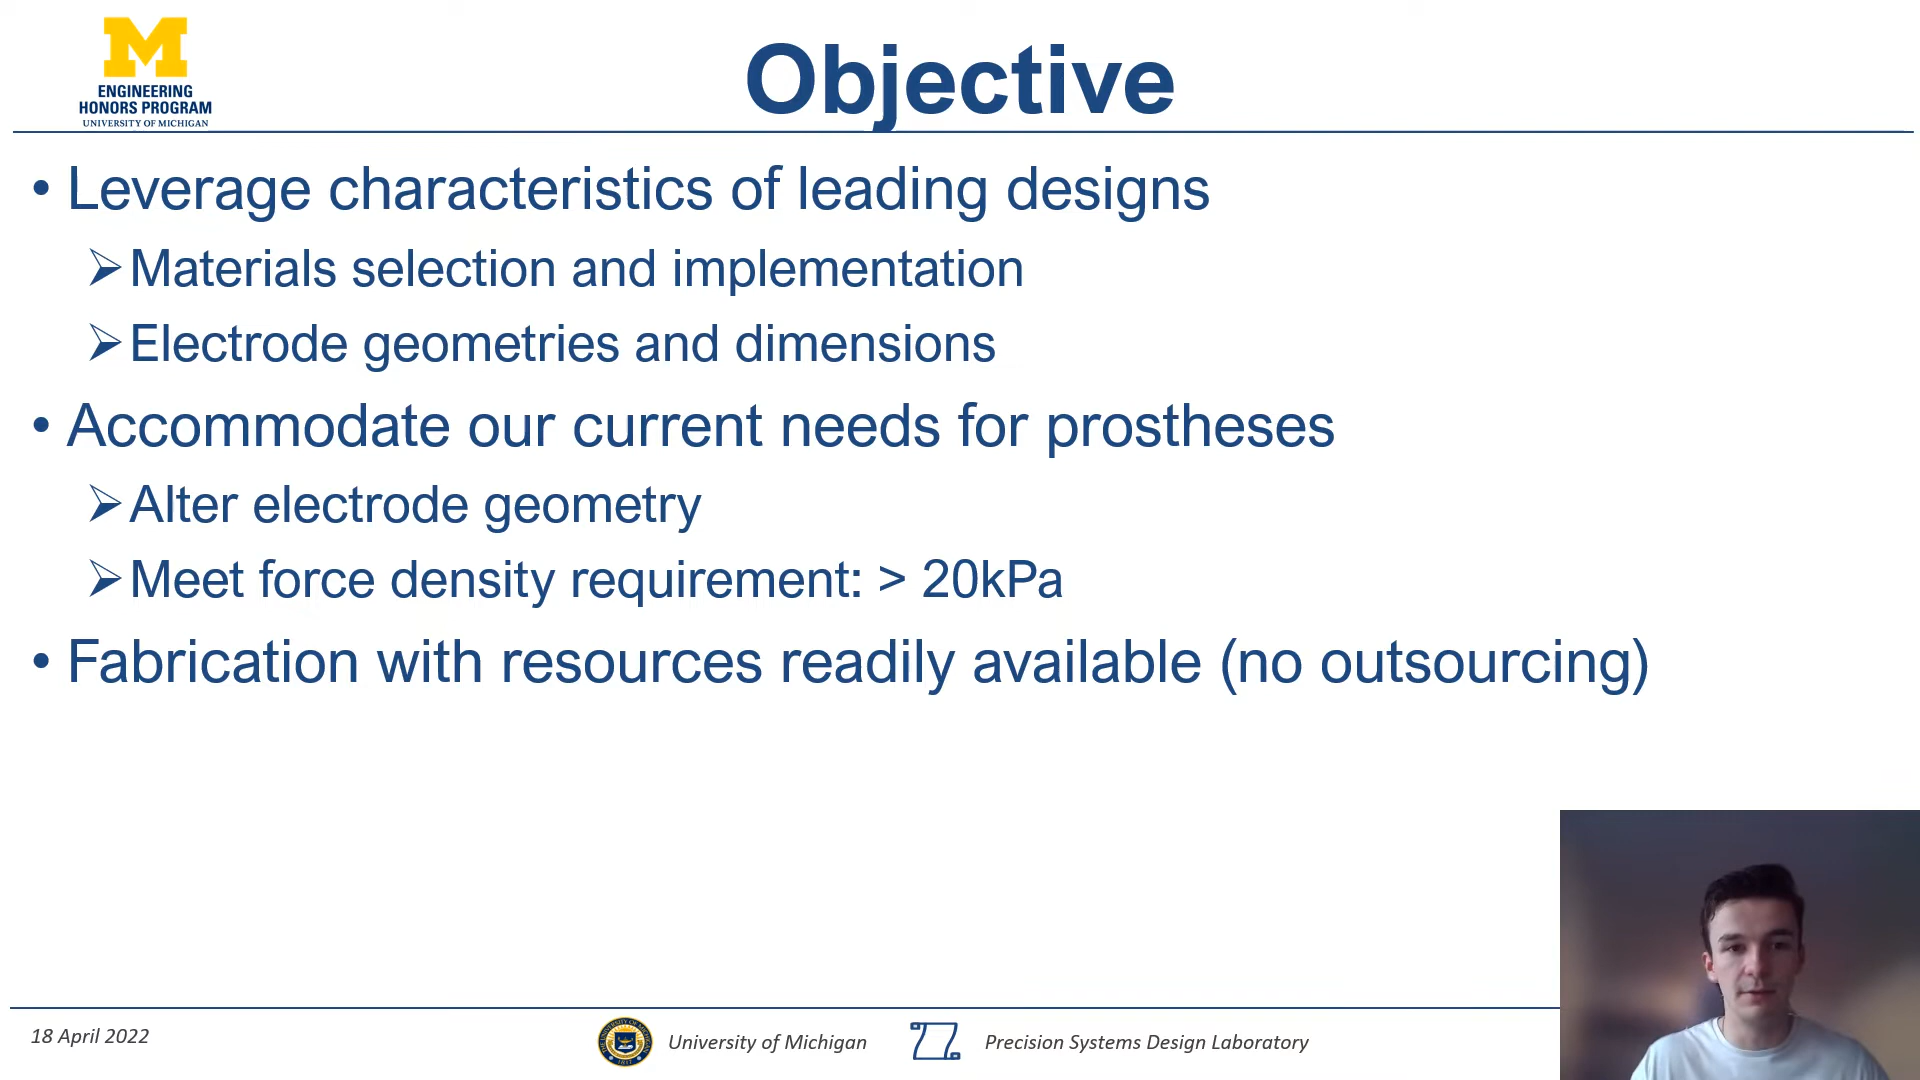 M
ENGINEERING
HONORS PROGRAM
UNIVERSITY OF MICHIGAN
Objective
• Leverage characteristics of leading designs
➢Materials selection and implementation
➢Electrode geometries and dimensions
• Accommodate our current needs for prostheses
➢Alter electrode geometry
➢Meet force density requirement: > 20kPa
• Fabrication with resources readily available (no outsourcing)
18 April 2022
University of Michigan
Precision Systems Design Laboratory